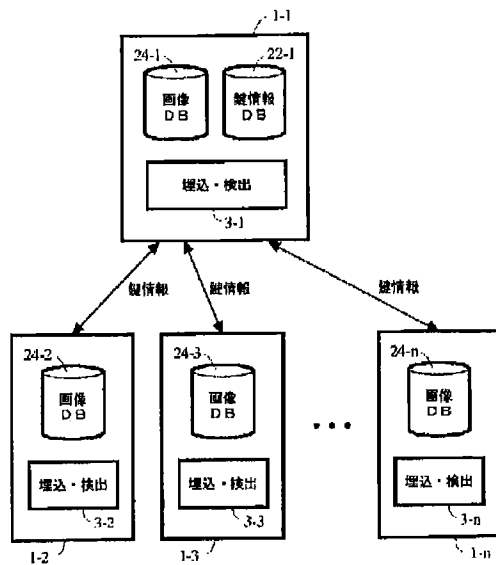 1-1
24-1
22-1
画像
DB
鍵情報
DB
埋込・検出
3-1
鍵情報
鍵情報
鍵情報
24-2
画像
DB
埋込・検出
3-2
1-2
24-3
画像
DB
埋込・検出
3-3
1-3
・・・
24-n
画像
DB
埋込・検出
3-n
1-n